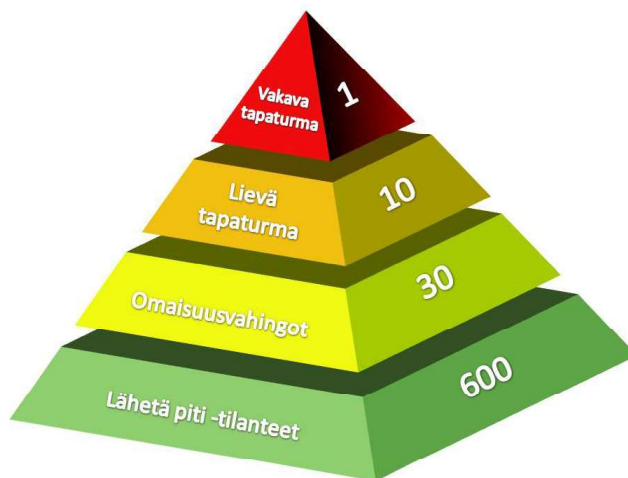 Vakava
tapaturma
1
Lievä
tapaturma
10
Omaisuusvahingot
30
Lähetä piti -tilanteet
600